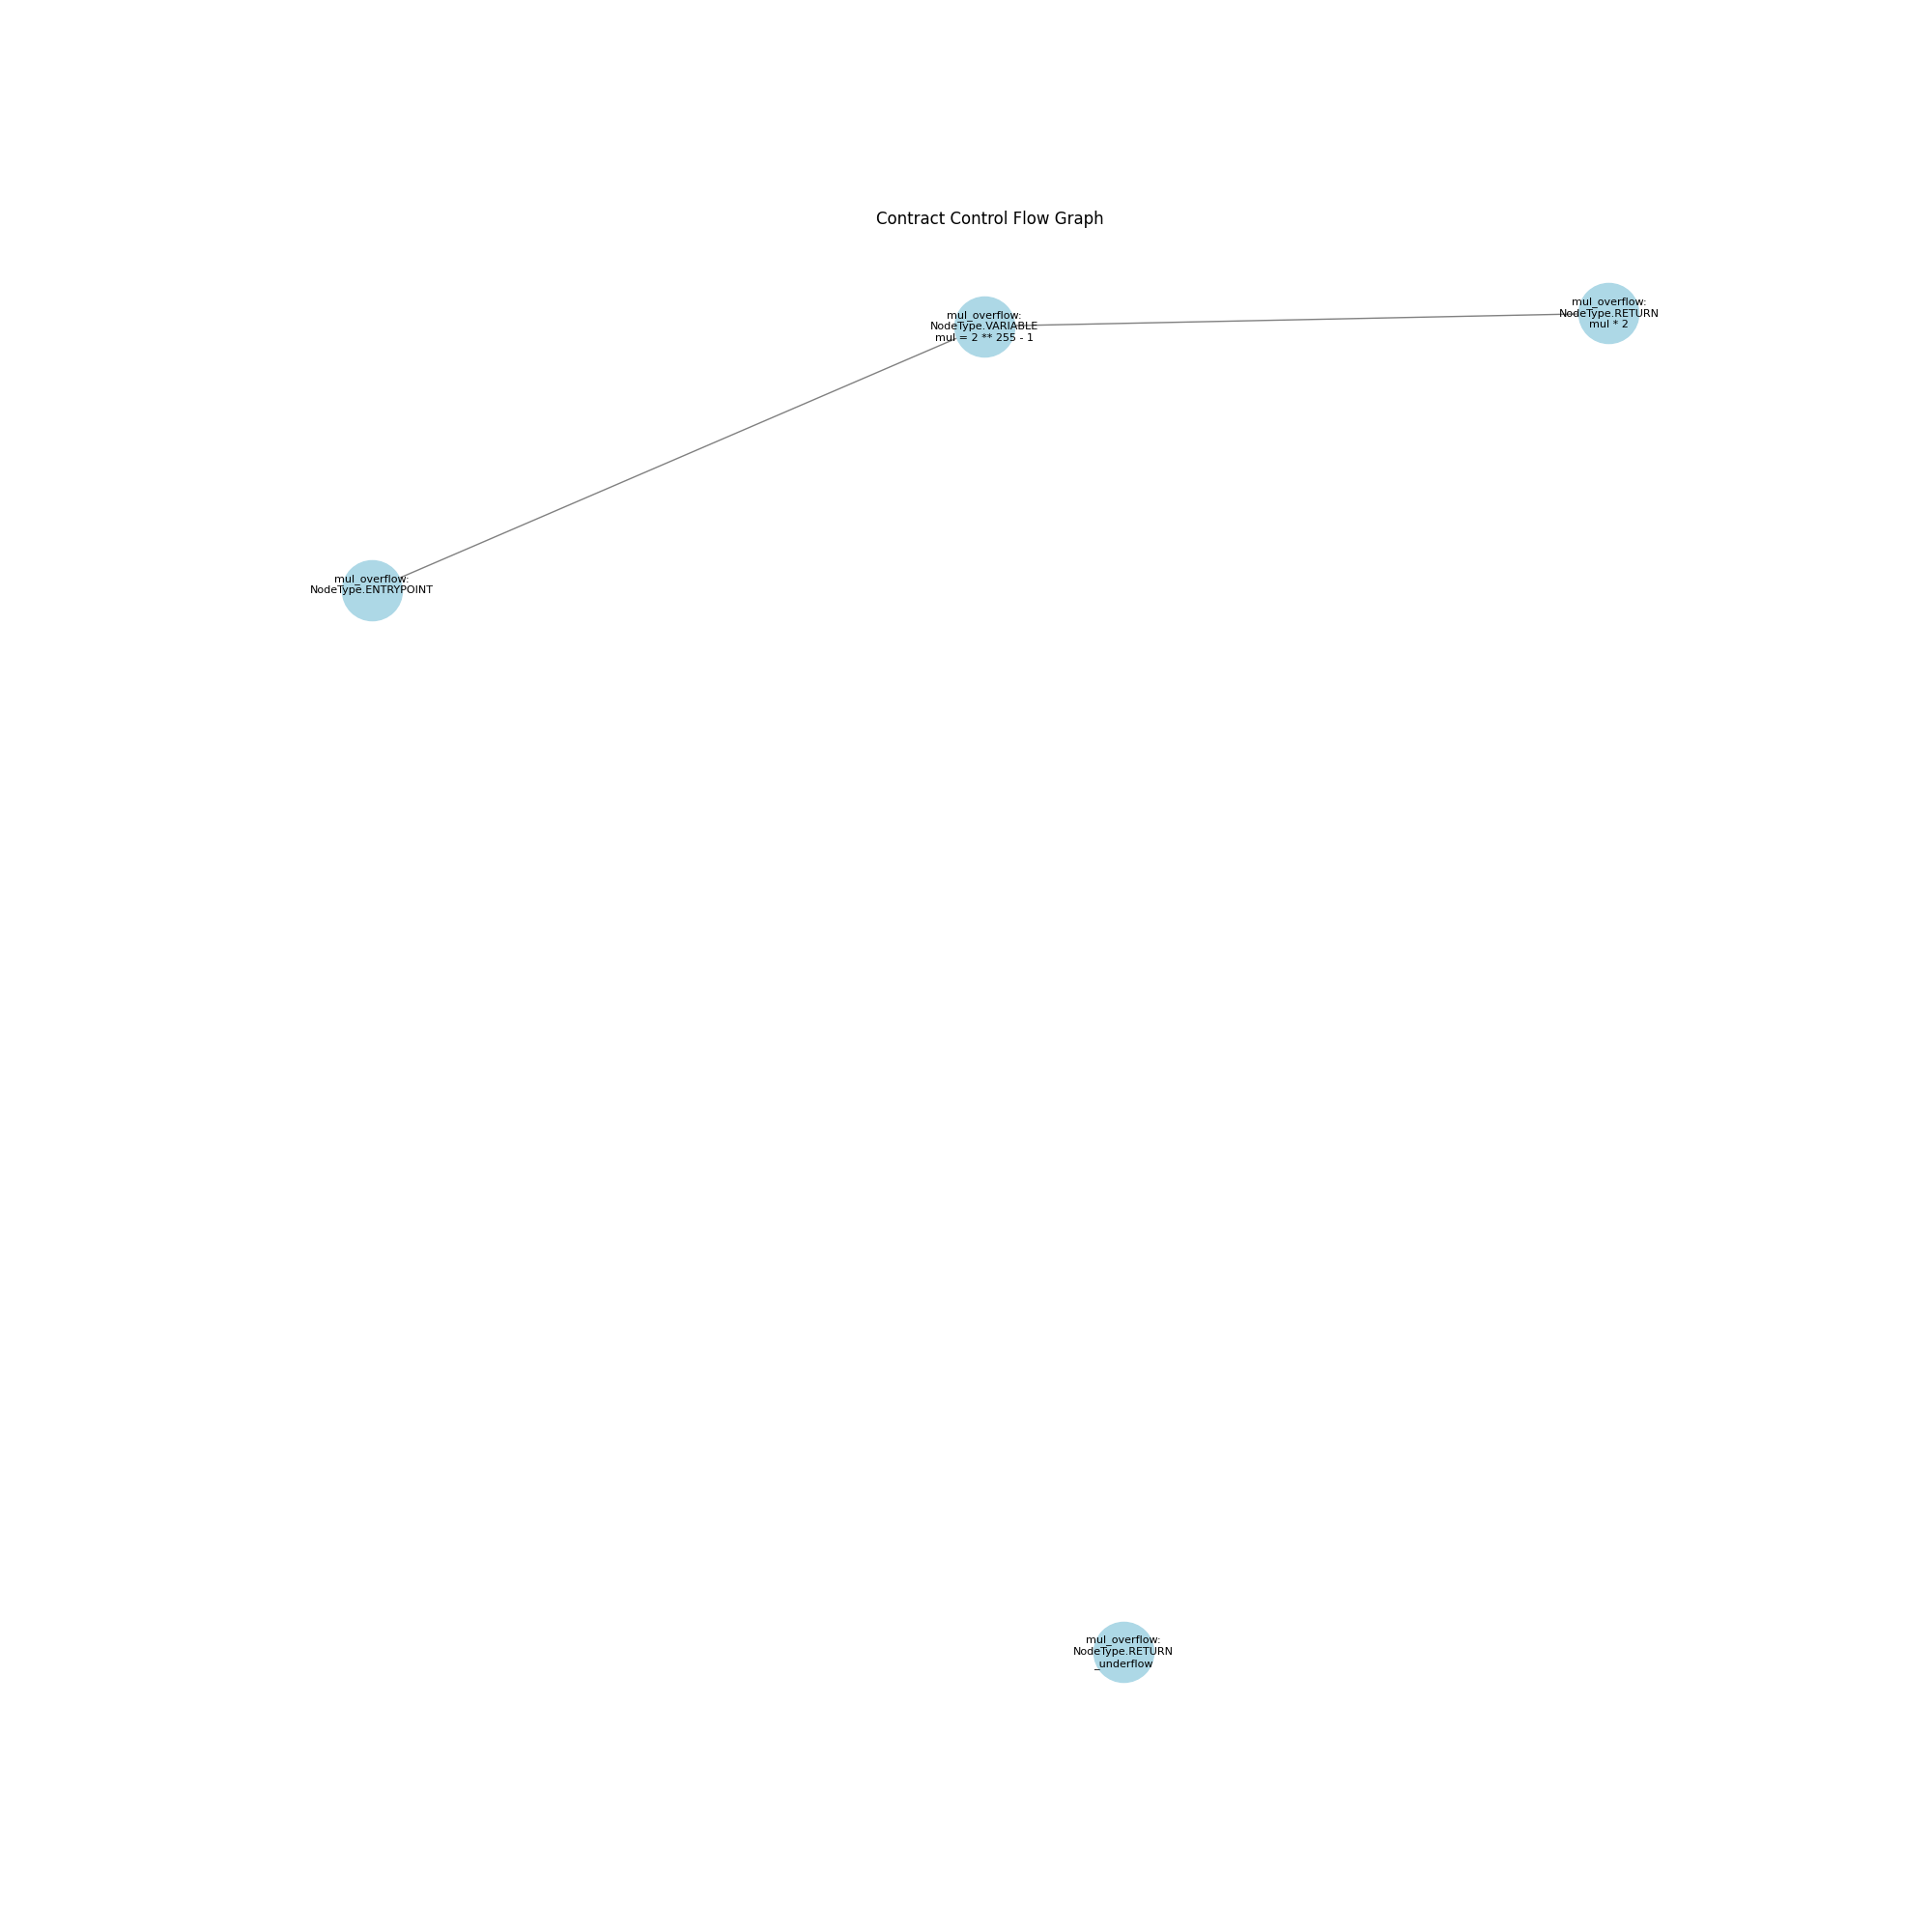 Contract Control Flow Graph
mul_overflow:
NodeType.VARIABLE
mul = 2 ** 255 - 1
mul_overflow:
NodeType.RETURN
mul * 2
mul_overflow:
NodeType.ENTRYPOINT
mul_overflow:
NodeType.RETURN
_underflow